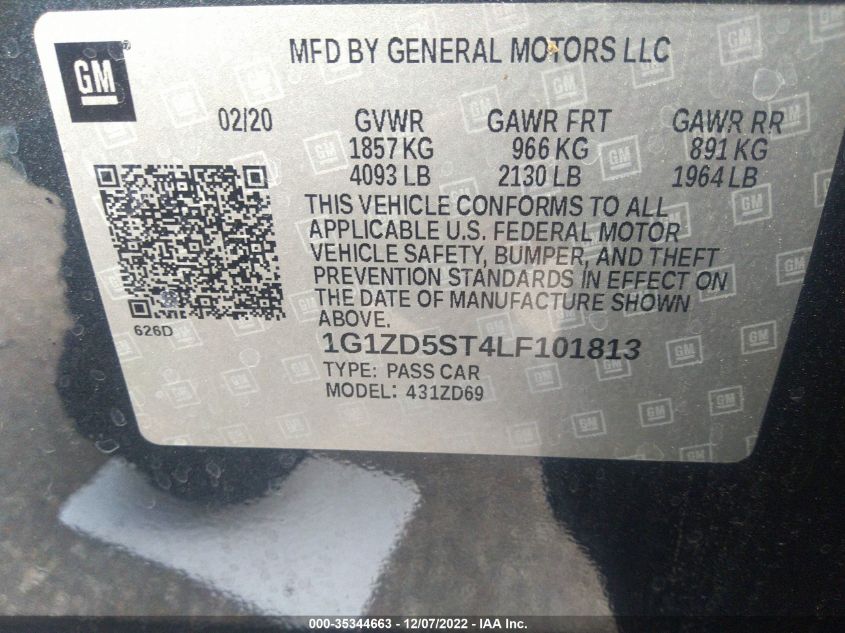 GM
MFD BY GENERAL MOTORS LLC
02/20 GVWR GAWR FRT GAWR RR
1857 KG 966 KG 891 KG
4093 LB 2130 LB 1964 LB
THIS VEHICLE CONFORMS TO ALL
APPLICABLE U.S. FEDERAL MOTOR
VEHICLE SAFETY, BUMPER, AND THEFT
PREVENTION STANDARDS IN EFFECT ON
THE DATE OF MANUFACTURE SHOWN
ABOVE.
626D
1G1ZD5ST4LF101813
TYPE: PASS CAR
MODEL: 431ZD69
000-35344663 - 12/07/2022 - IAA Inc.